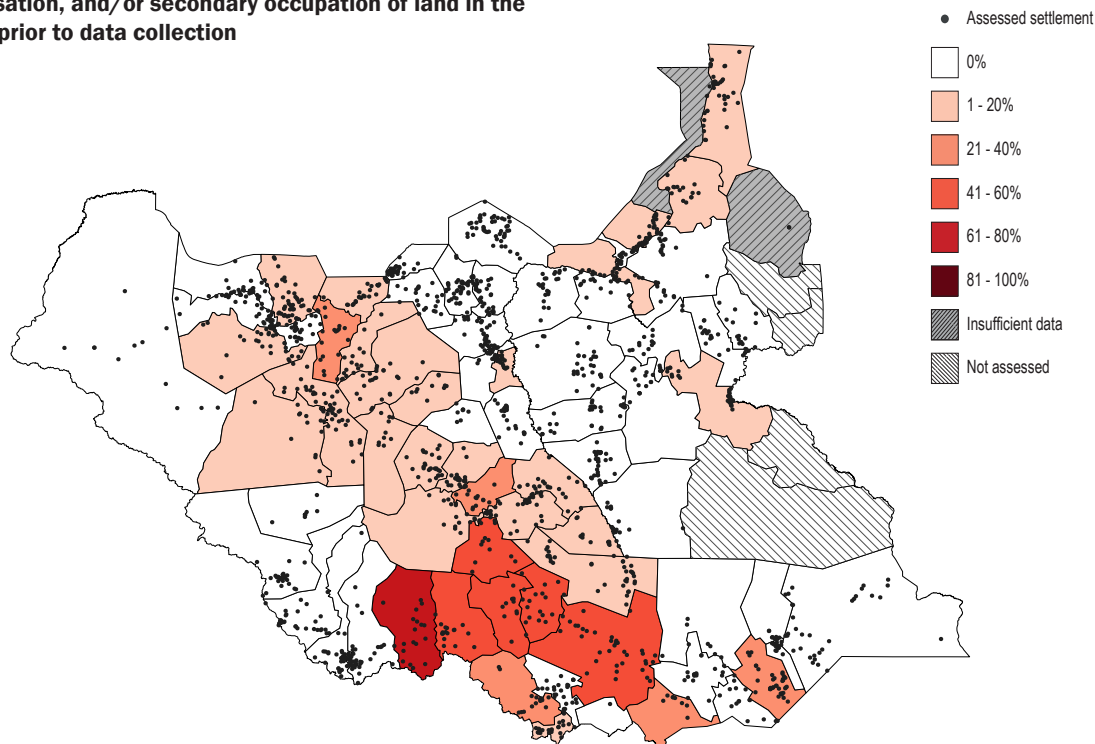 and/or secondary occupation of land in the
prior to data collection
Assessed settlement
0%
1 - 20%
21 - 40%
41 - 60%
61 - 80%
81 - 100%
Insufficient data
Not assessed